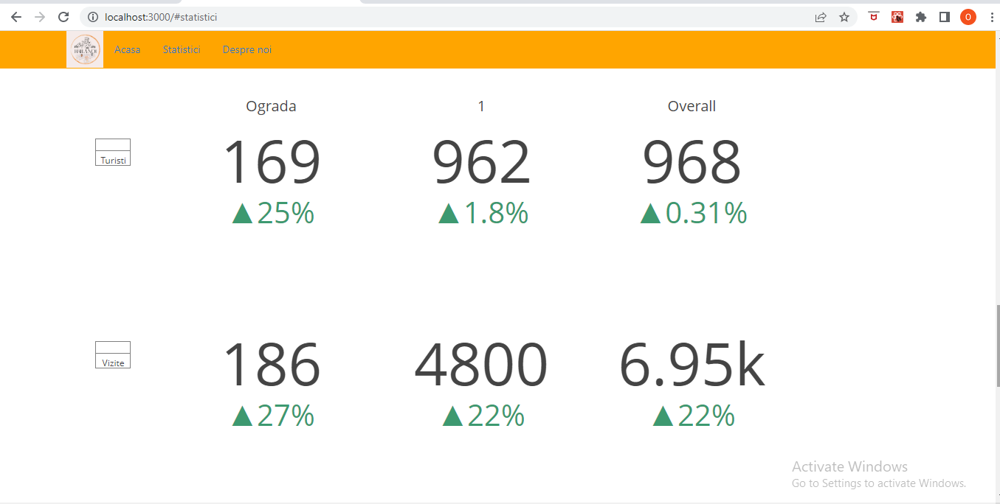 localhost:3000/#statistici
O
HAILANOI
Acasa Statistici Despre noi
Ograda 1 Overall
Turisti 169 962 968
▲25% ▲1.8% ▲0.31%
Vizite 186 4800 6.95k
▲27% ▲22% ▲22%
Activate Windows
Go to Settings to activate Windows.